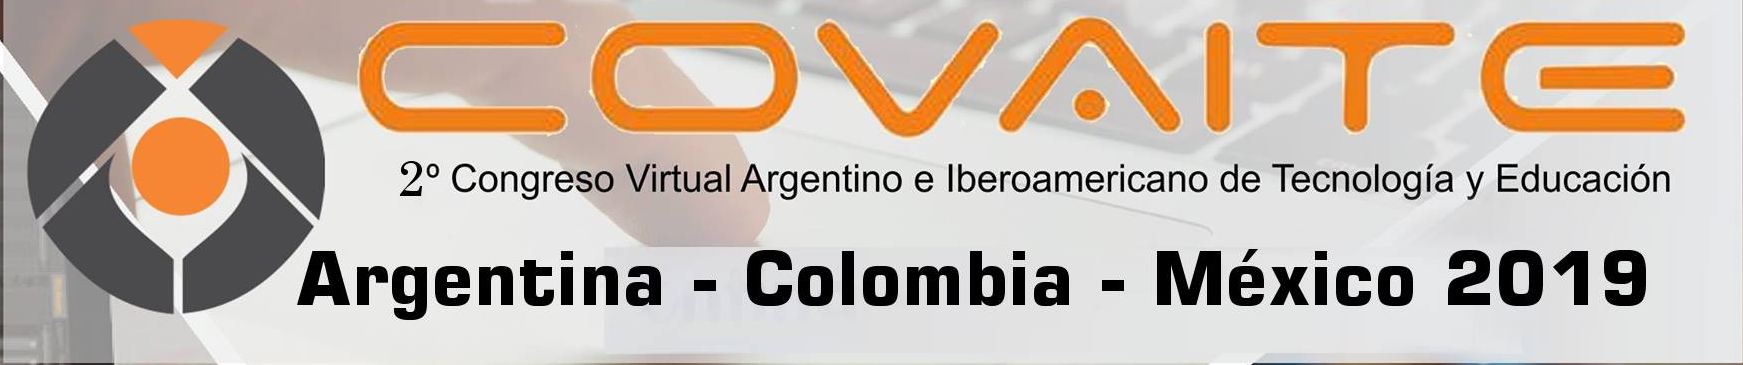 COVAITE
2º Congreso Virtual Argentino e Iberoamericano de Tecnología y Educación
Argentina - Colombia - México 2019